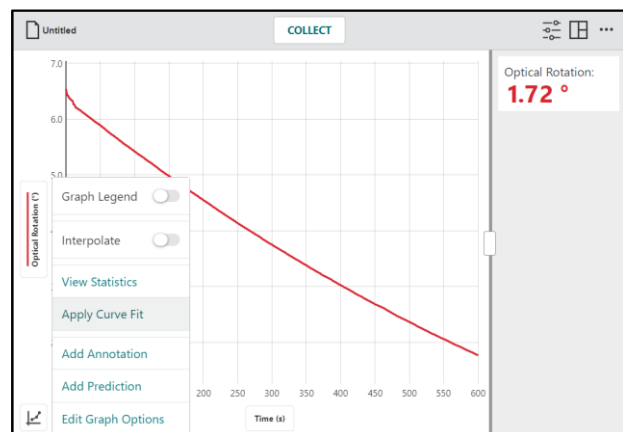 Untitled
COLLECT
Optical Rotation:
1.72 °
7.0
6.0
5.0
Optical Rotation (°)
Graph Legend
Interpolate
View Statistics
Apply Curve Fit
Add Annotation
Add Prediction
Edit Graph Options
200 250 300 350 400 450 500 550 600
Time (s)